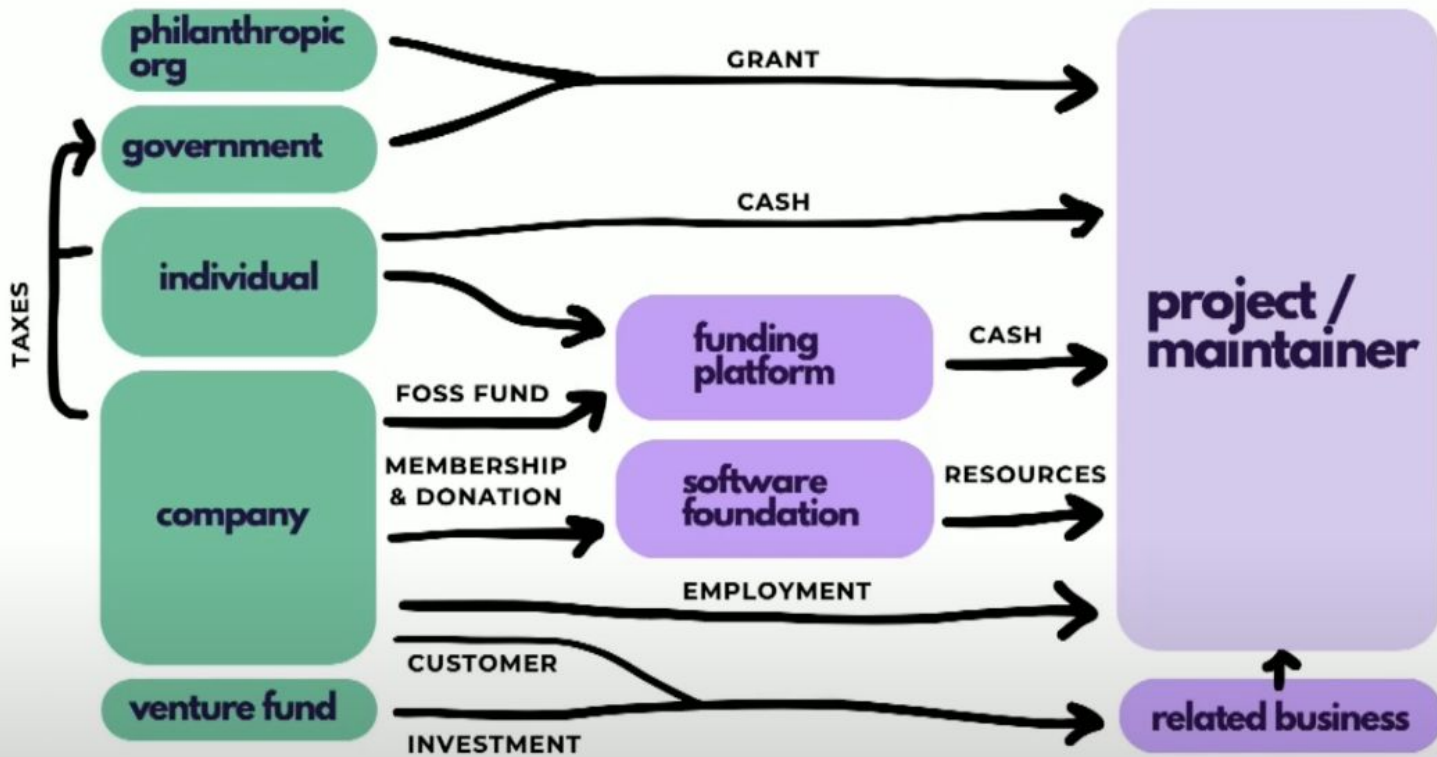 philanthropic
org
GRANT
government
CASH
individual
TAXES
funding
platform
CASH
project /
maintainer
FOSS FUND
MEMBERSHIP
& DONATION
software
foundation
RESOURCES
company
EMPLOYMENT
CUSTOMER
venture fund
INVESTMENT
related business